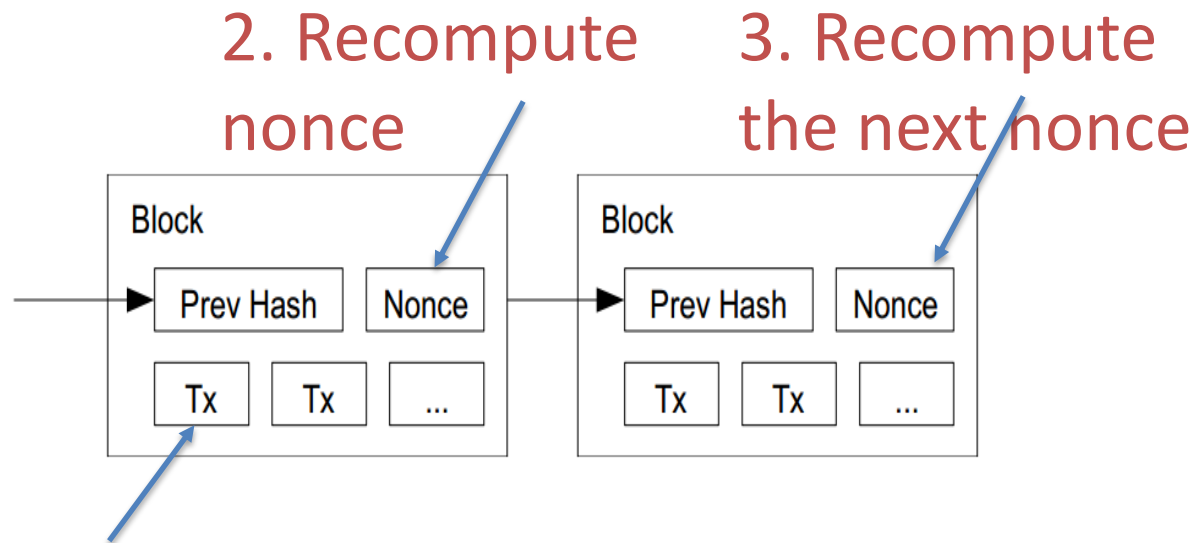 2. Recompute
nonce
3. Recompute
the next nonce
Block
Prev Hash
Nonce
Tx
Tx
...
Block
Prev Hash
Nonce
Tx
Tx
...